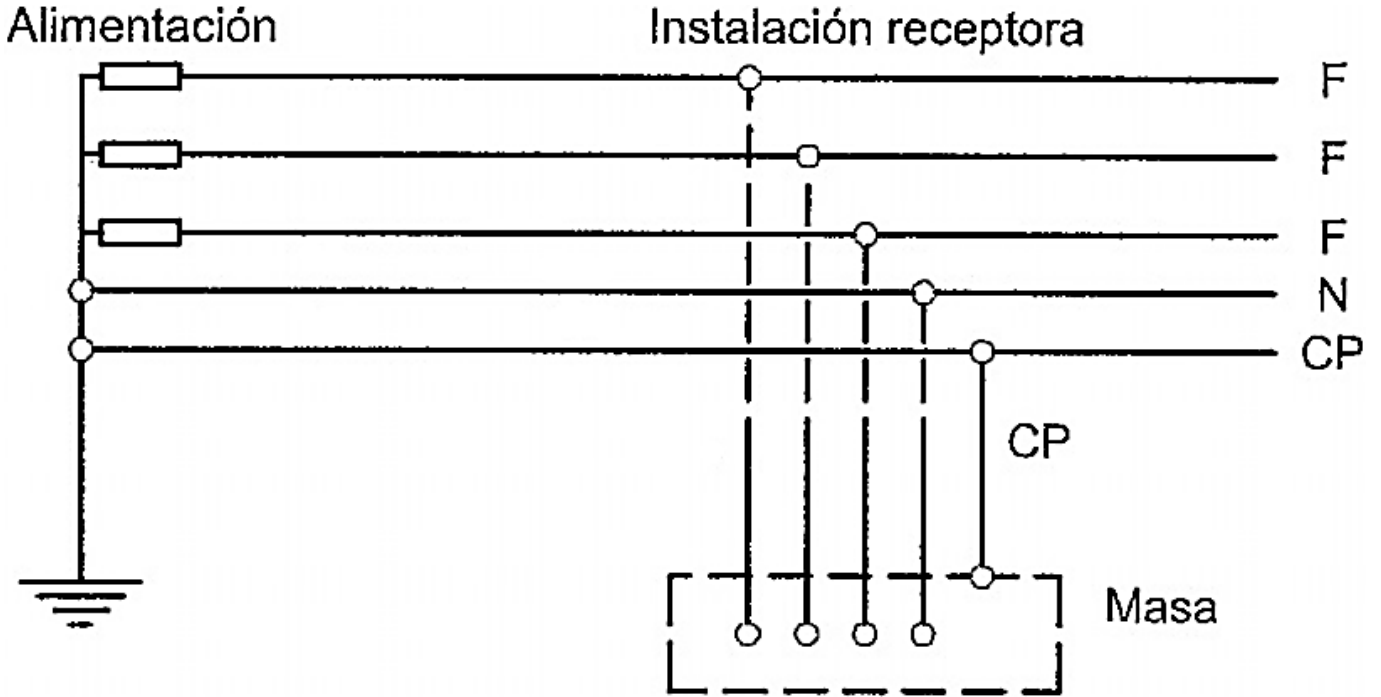 Alimentación
Instalación receptora
F
F
F
N
CP
CP
Masa